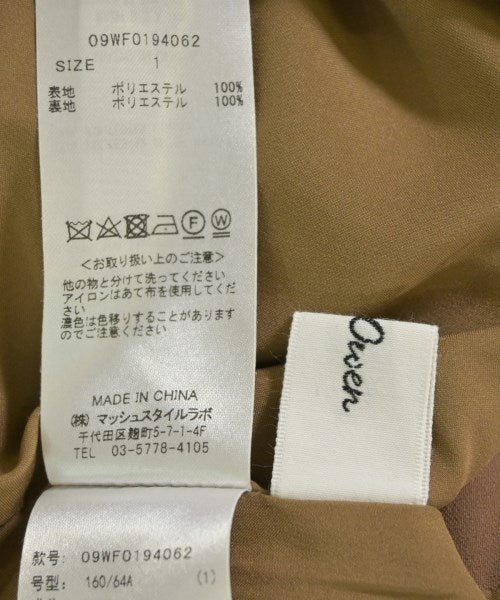 09WF0194062
SIZE 1
表地 ポリエステル 100%
裏地 ポリエステル 100%
F W
<お取り扱い上のご注意>
他の物と分けて洗ってください
アイロンはあて布を使用してくだ
さい
濃色は色移りすることがあります
のでご注意ください
MADE IN CHINA
(株) マッシュスタイルラボ
千代田区麹町5-7-1-4F
TEL 03-5778-4105
Owen
款号: 09WF0194062
号型: 160/64A (1)